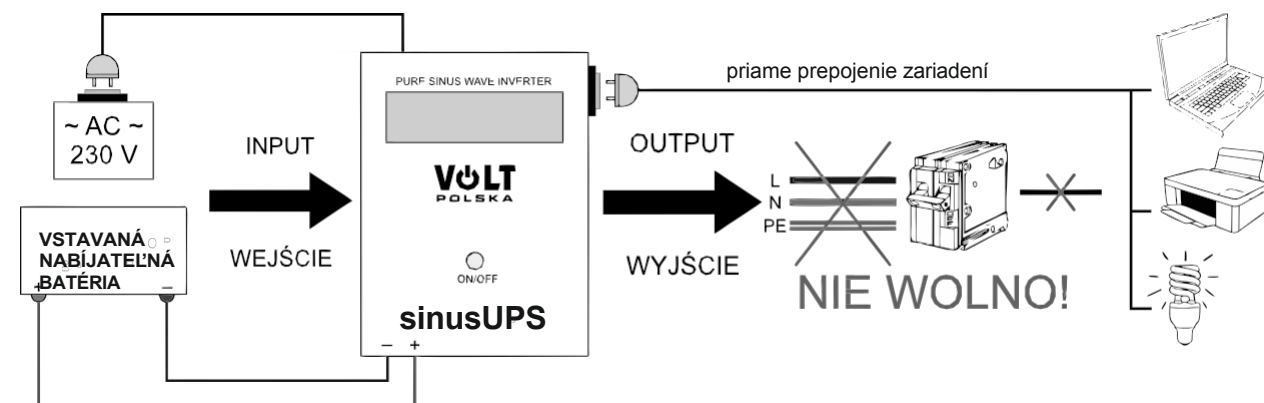 ~ AC ~
230 V
VSTAVANÁ
NABÍJATEĽNÁ
BATÉRIA
+ –
INPUT
WEJŚCIE
PURE SINUS WAVE INVERTER
VOLT
POLSKA
ON/OFF
sinusUPS
– +
OUTPUT
WYJŚCIE
priame prepojenie zariadení
L
N
PE
NIE WOLNO!